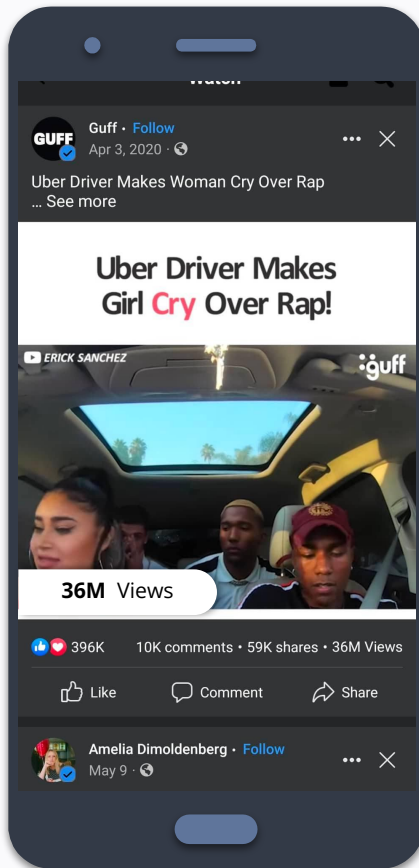 Watch
GUFF
Guff • Follow
Apr 3, 2020 ·
Uber Driver Makes Woman Cry Over Rap
... See more
Uber Driver Makes
Girl Cry Over Rap!
ERICK SANCHEZ
guff
36M Views
396K 10K comments • 59K shares • 36M Views
Like Comment Share
Amelia Dimoldenberg • Follow
May 9 ·